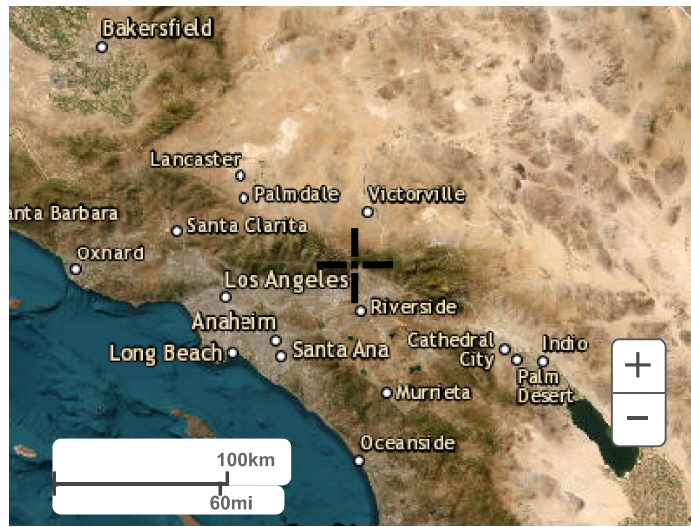 Bakersfield
Lancaster
Palmdale
Victorville
anta Barbara
Santa Clarita
Oxnard
Los Angeles
Riverside
Anaheim
Long Beach
Santa Ana
Cathedral
City
Indio
Palm
Desert
Murrieta
Oceanside
+
−
100km
60mi